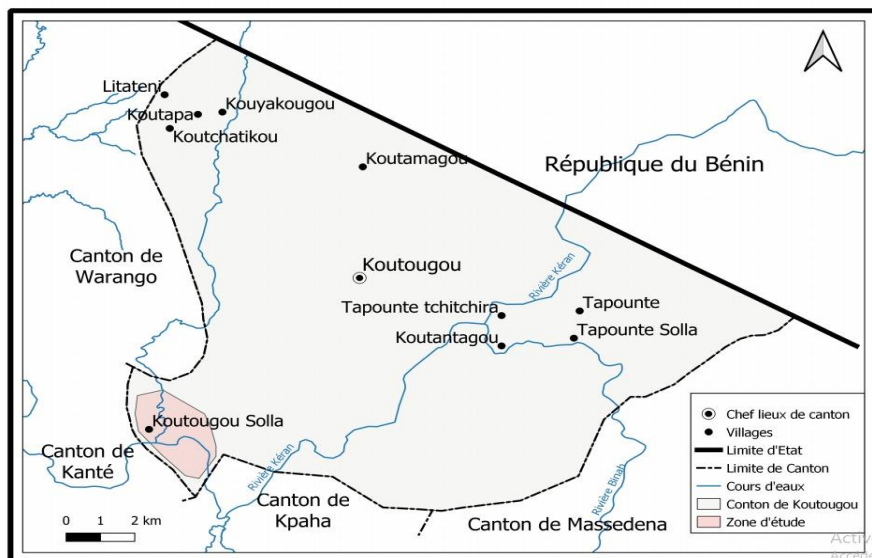 Litateni
Koutapa
Kouyakougou
Koutchatikou
Koutamagou
République du Bénin
Canton de
Warango
Koutougou
Rivière Kéran
Tapounte tchitchira
Tapounte
Koutantagou
Tapounte Solla
Koutougou Solla
Canton de
Kanté
Rivière Kéran
Canton de
Kpaha
Rivière Binah
Canton de Massedena
0 1 2 km
Chef lieux de canton
Villages
Limite d'Etat
Limite de Canton
Cours d'eaux
Conton de Koutougou
Zone d'étude